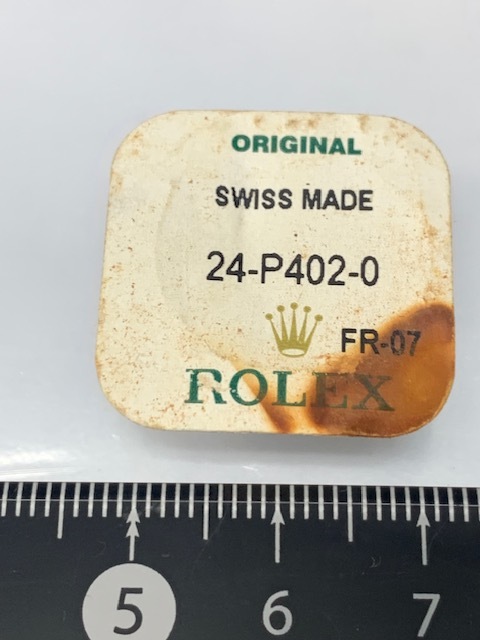 ORIGINAL
SWISS MADE
24-P402-0
FR-07
ROLEX
5 6 7